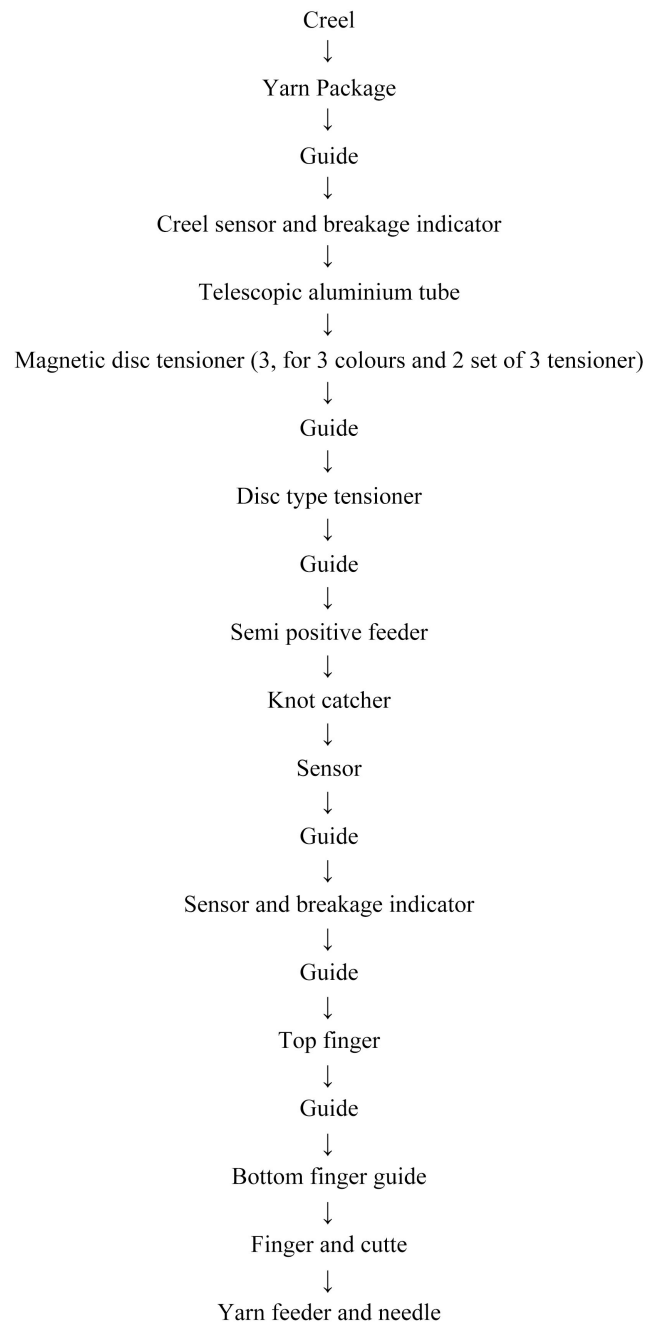 Creel
↓
Yarn Package
↓
Guide
↓
Creel sensor and breakage indicator
↓
Telescopic aluminium tube
↓
Magnetic disc tensioner (3, for 3 colours and 2 set of 3 tensioner)
↓
Guide
↓
Disc type tensioner
↓
Guide
↓
Semi positive feeder
↓
Knot catcher
↓
Sensor
↓
Guide
↓
Sensor and breakage indicator
↓
Guide
↓
Top finger
↓
Guide
↓
Bottom finger guide
↓
Finger and cutte
↓
Yarn feeder and needle